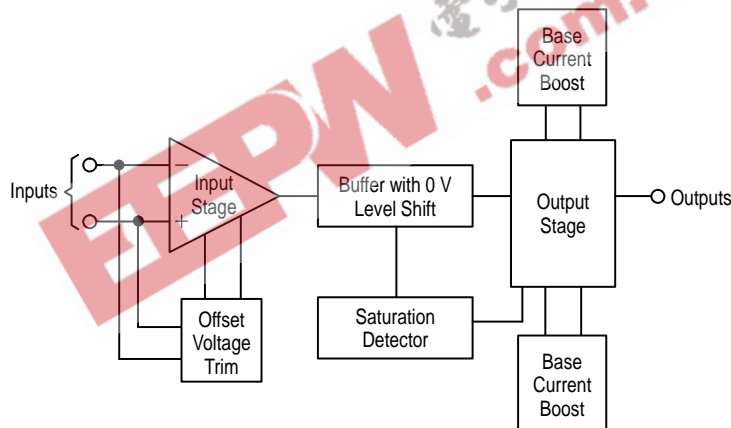 Base
Current
Boost
Inputs
−
+
Input
Stage
Buffer with 0 V
Level Shift
Output
Stage
Outputs
Offset
Voltage
Trim
Saturation
Detector
Base
Current
Boost
EEPW
.com.